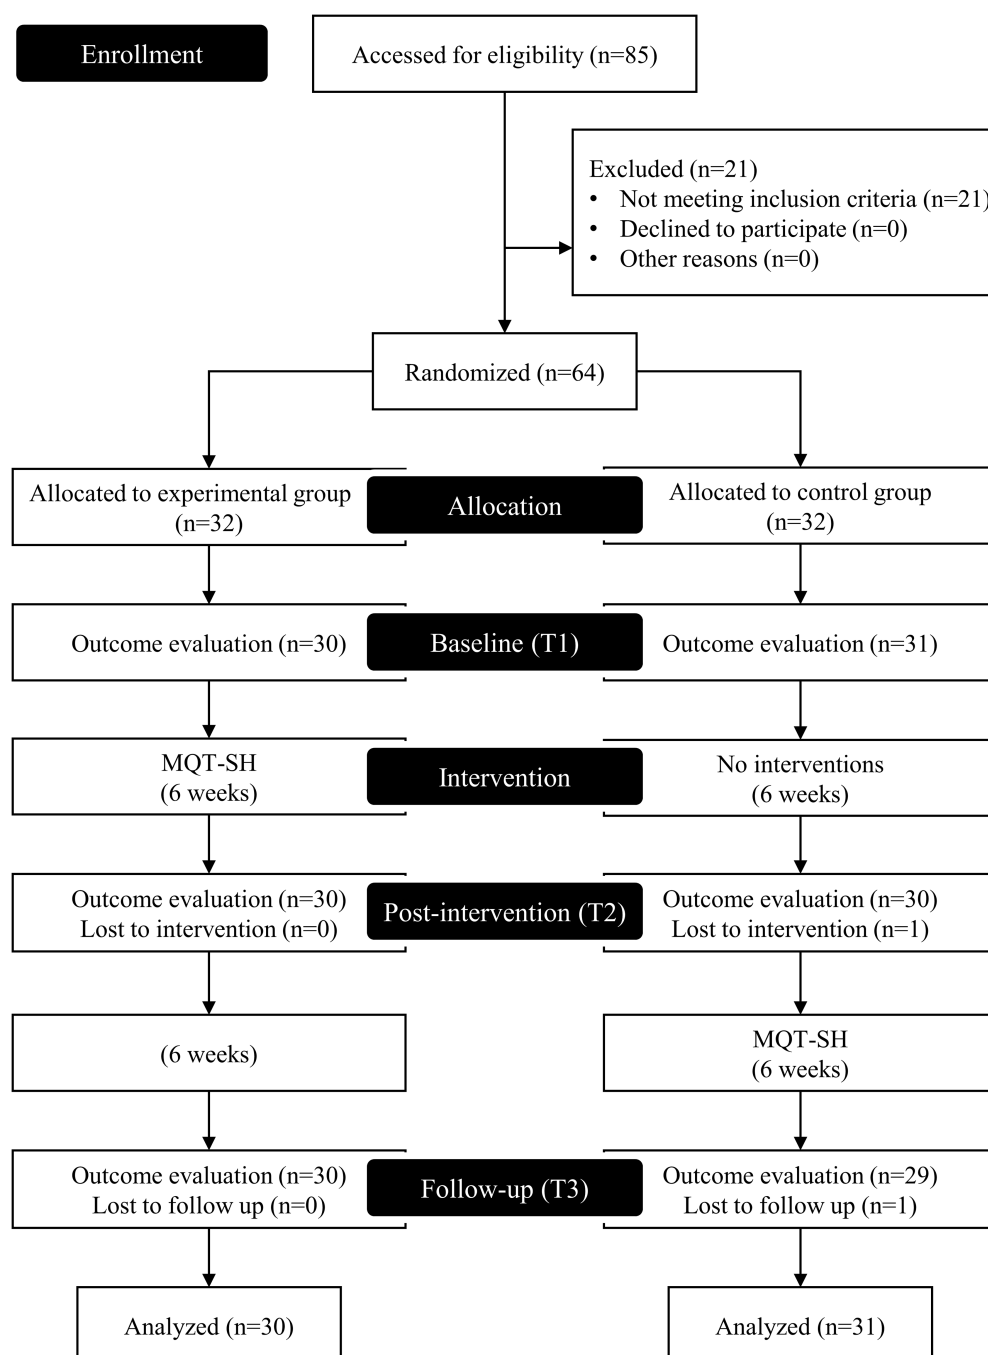 Enrollment
Accessed for eligibility (n=85)
Excluded (n=21)
• Not meeting inclusion criteria (n=21)
• Declined to participate (n=0)
• Other reasons (n=0)
Randomized (n=64)
Allocated to experimental group
(n=32)
Allocation
Allocated to control group
(n=32)
Outcome evaluation (n=30)
Baseline (T1)
Outcome evaluation (n=31)
MQT-SH
(6 weeks)
Intervention
No interventions
(6 weeks)
Outcome evaluation (n=30)
Lost to intervention (n=0)
Post-intervention (T2)
Outcome evaluation (n=30)
Lost to intervention (n=1)
(6 weeks)
MQT-SH
(6 weeks)
Outcome evaluation (n=30)
Lost to follow up (n=0)
Follow-up (T3)
Outcome evaluation (n=29)
Lost to follow up (n=1)
Analyzed (n=30)
Analyzed (n=31)